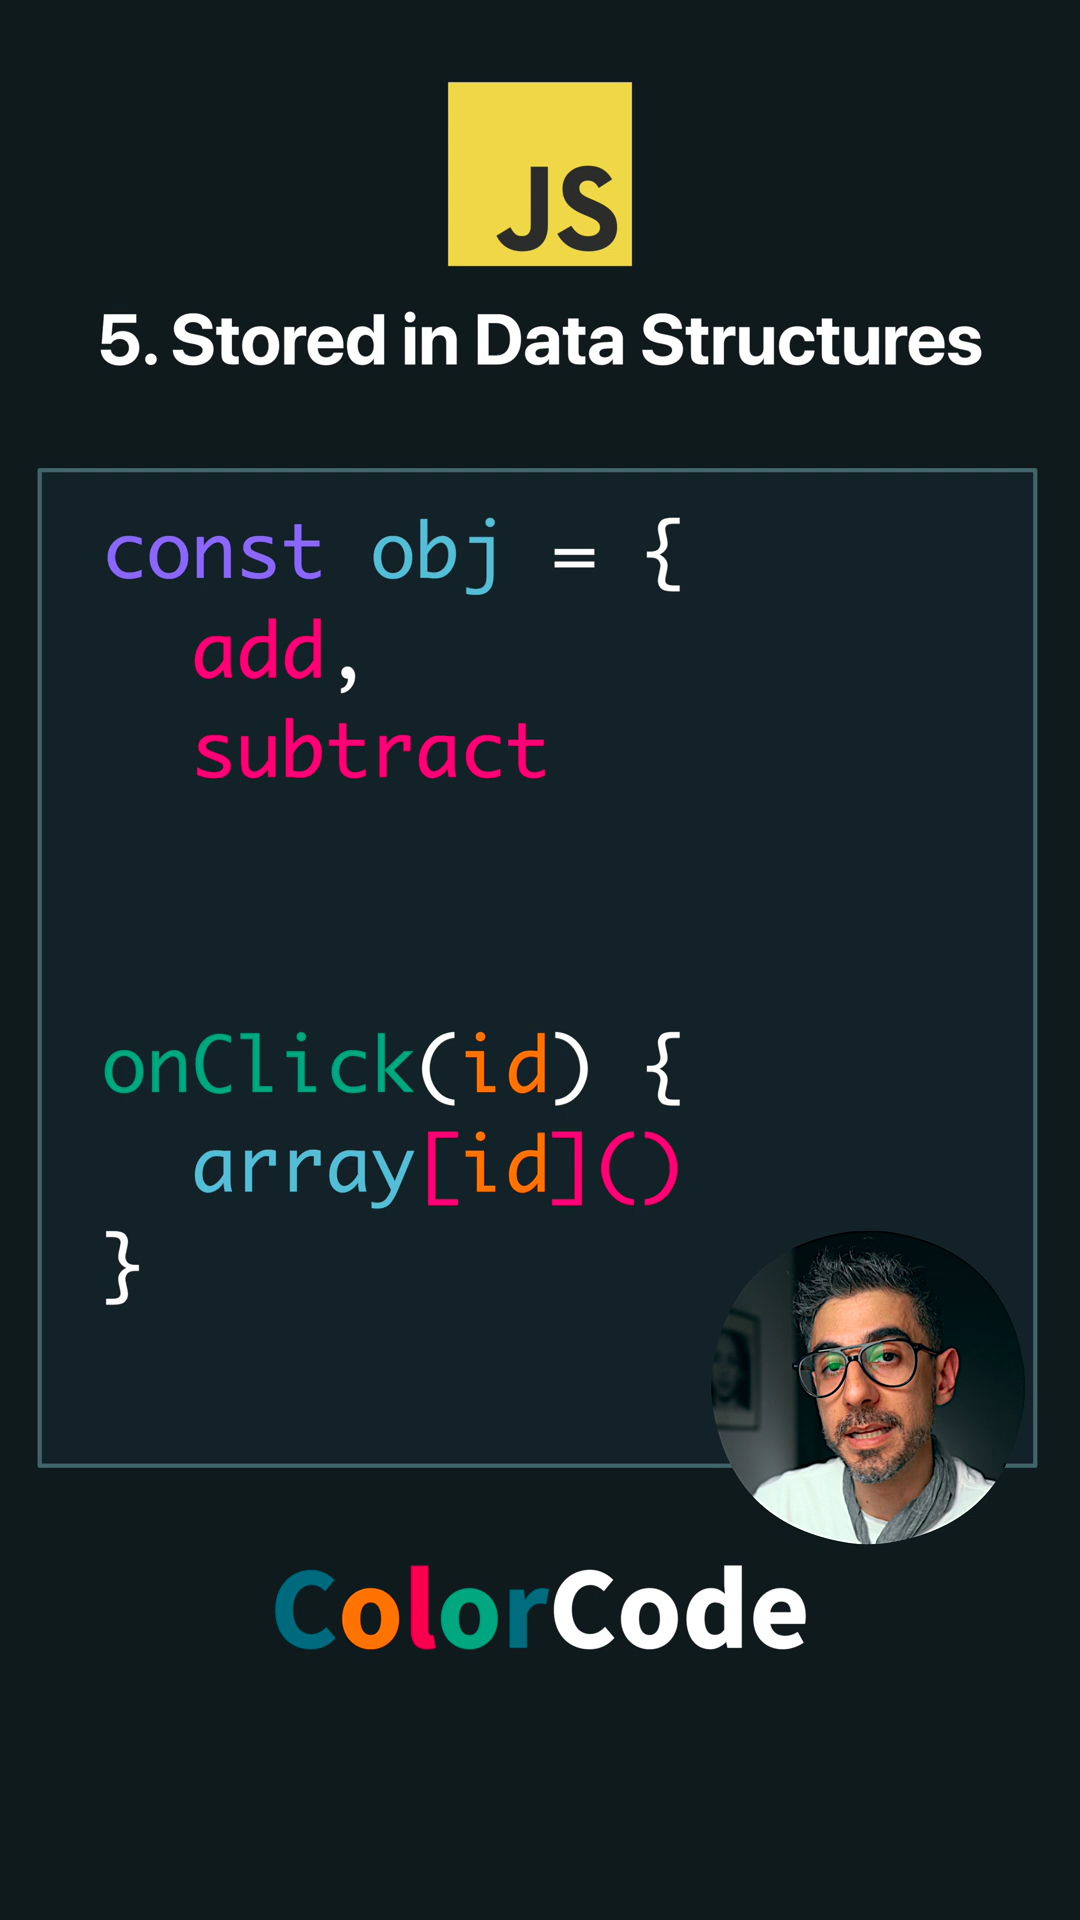 JS
5. Stored in Data Structures
const obj = {
  add,
  subtract
onClick(id) {
  array[id]()
}
ColorCode